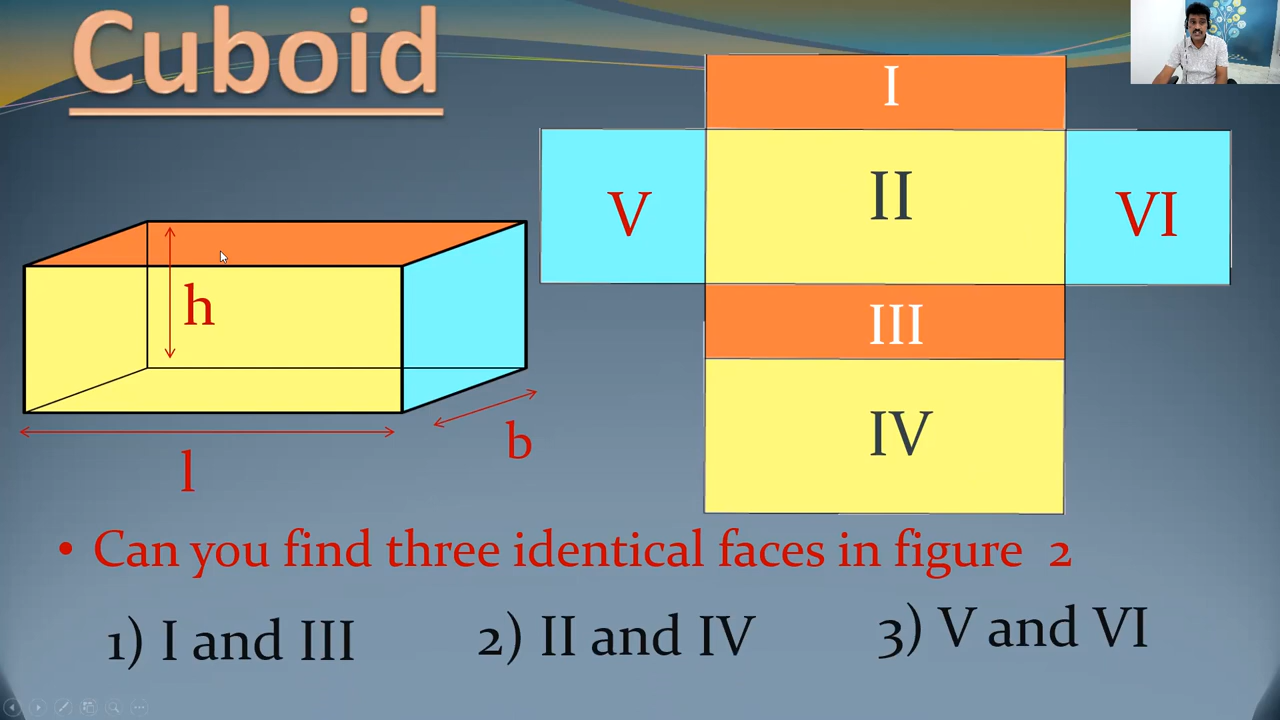 Cuboid
I
V
II
VI
h
III
b
l
IV
• Can you find three identical faces in figure 2
1) I and III
2) II and IV
3) V and VI